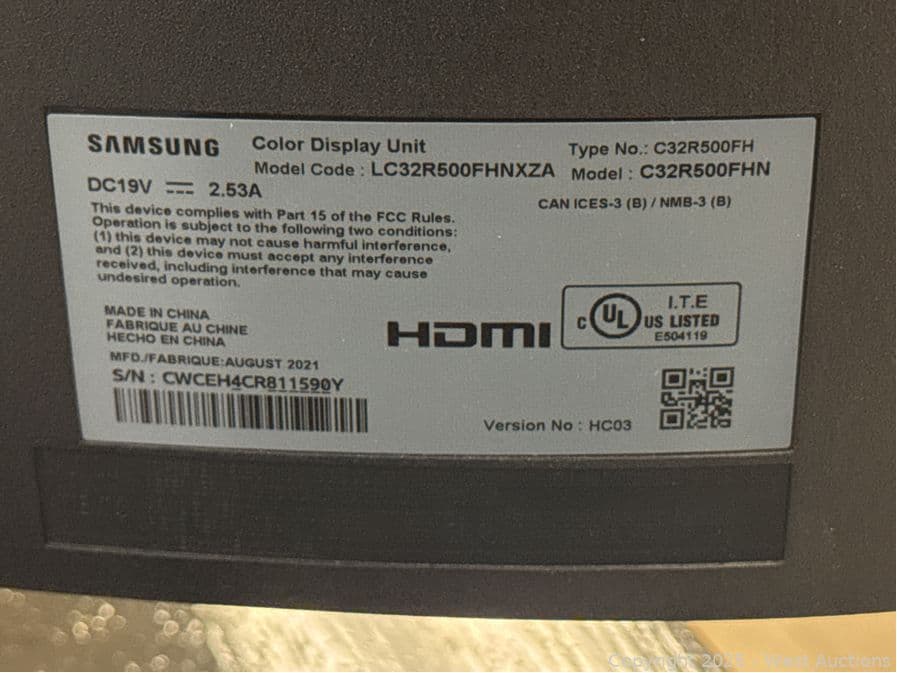 SAMSUNG
Color Display Unit
Type No.: C32R500FH
Model Code : LC32R500FHNXZA
Model : C32R500FHN
DC19V ⎓ 2.53A
CAN ICES-3 (B) / NMB-3 (B)
This device complies with Part 15 of the FCC Rules.
Operation is subject to the following two conditions:
(1) this device may not cause harmful interference,
and (2) this device must accept any interference
received, including interference that may cause
undesired operation.
MADE IN CHINA
FABRIQUE AU CHINE
HECHO EN CHINA
HDMI
C UL US LISTED
I.T.E
E504119
MFD./FABRIQUE:AUGUST 2021
S/N : CWCEH4CR811590Y
Version No : HC03
Copyright
Auctions